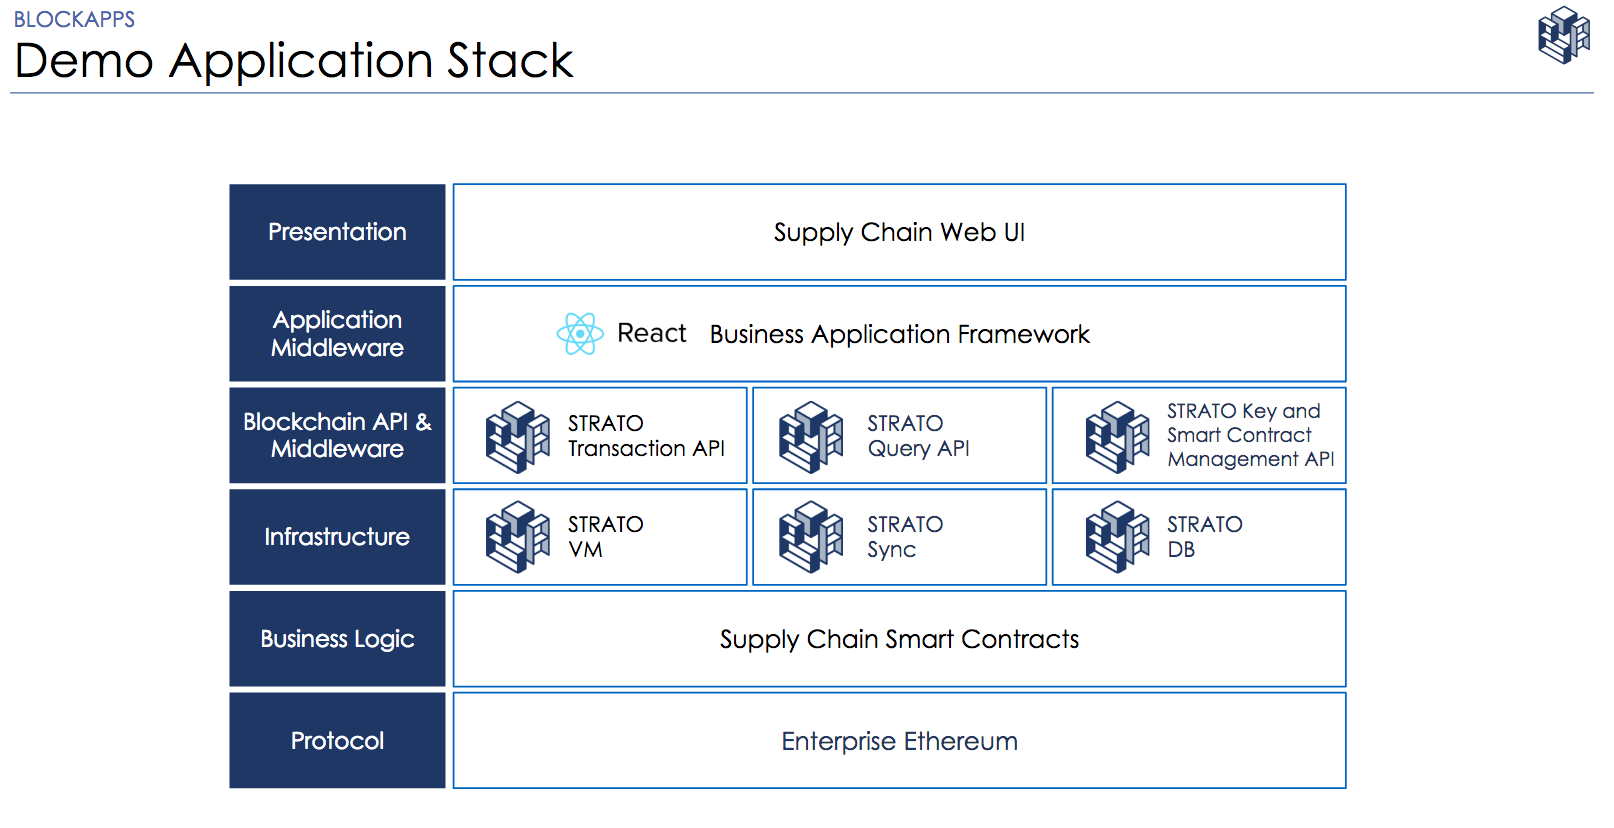 BLOCKAPPS
Demo Application Stack
Presentation
Supply Chain Web UI
Application
Middleware
React Business Application Framework
Blockchain API &
Middleware
STRATO
Transaction API
STRATO
Query API
STRATO Key and
Smart Contract
Management API
Infrastructure
STRATO
VM
STRATO
Sync
STRATO
DB
Business Logic
Supply Chain Smart Contracts
Protocol
Enterprise Ethereum